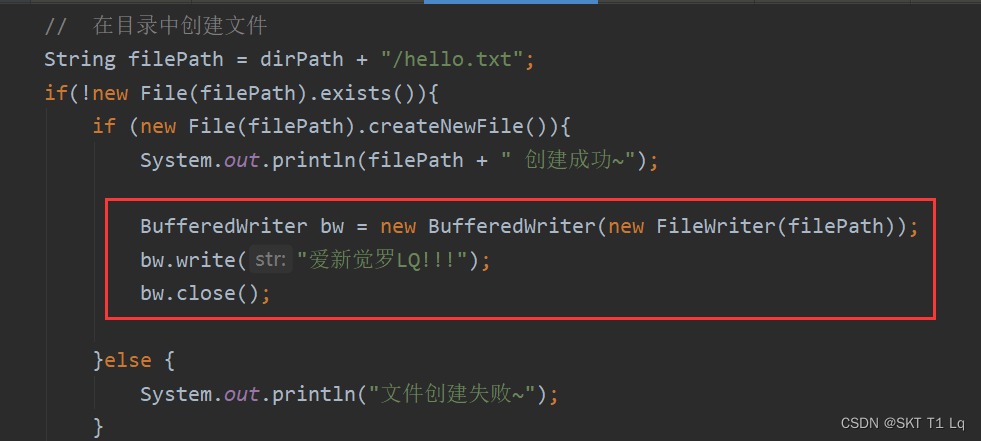 //  在目录中创建文件
String filePath = dirPath + "/hello.txt";
if(!new File(filePath).exists()){
if (new File(filePath).createNewFile()){
System.out.println(filePath + " 创建成功~");
BufferedWriter bw = new BufferedWriter(new FileWriter(filePath));
bw.write( str: "爱新觉罗LQ!!!");
bw.close();
}else {
System.out.println("文件创建失败~");
}
CSDN @SKT T1 Lq